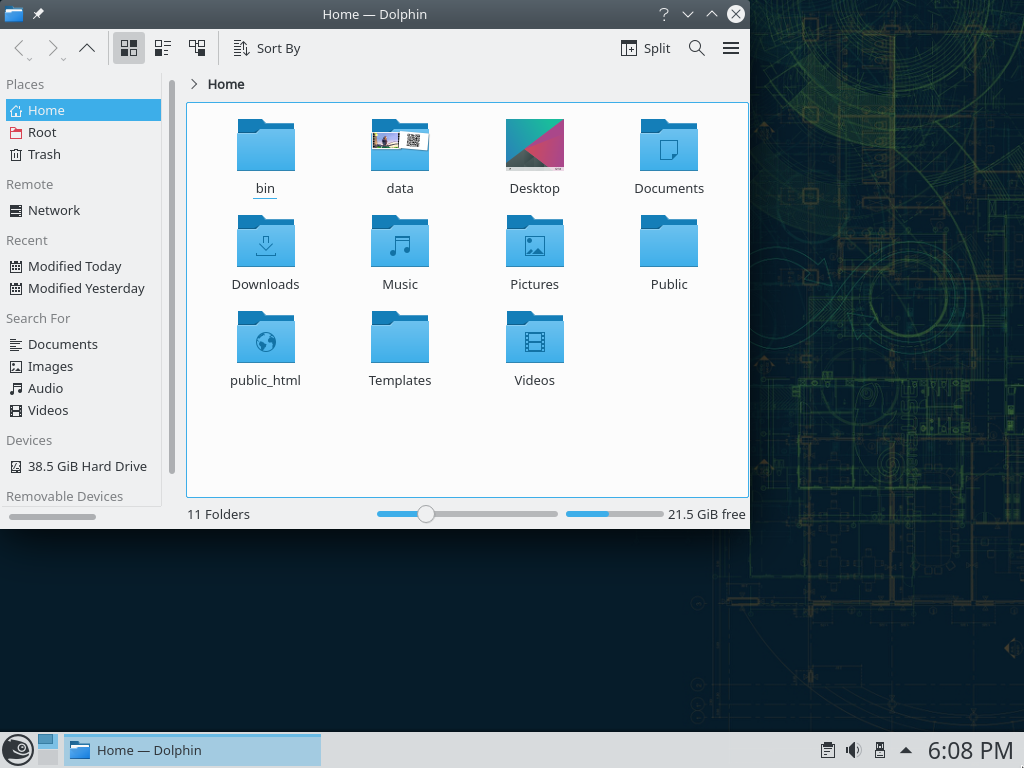 Home — Dolphin
Sort By
Split
Places
Home
Root
Trash
Remote
Network
Recent
Modified Today
Modified Yesterday
Search For
Documents
Images
Audio
Videos
Devices
38.5 GiB Hard Drive
Removable Devices
Home
bin
data
Desktop
Documents
Downloads
Music
Pictures
Public
public_html
Templates
Videos
11 Folders
21.5 GiB free
Home — Dolphin
6:08 PM